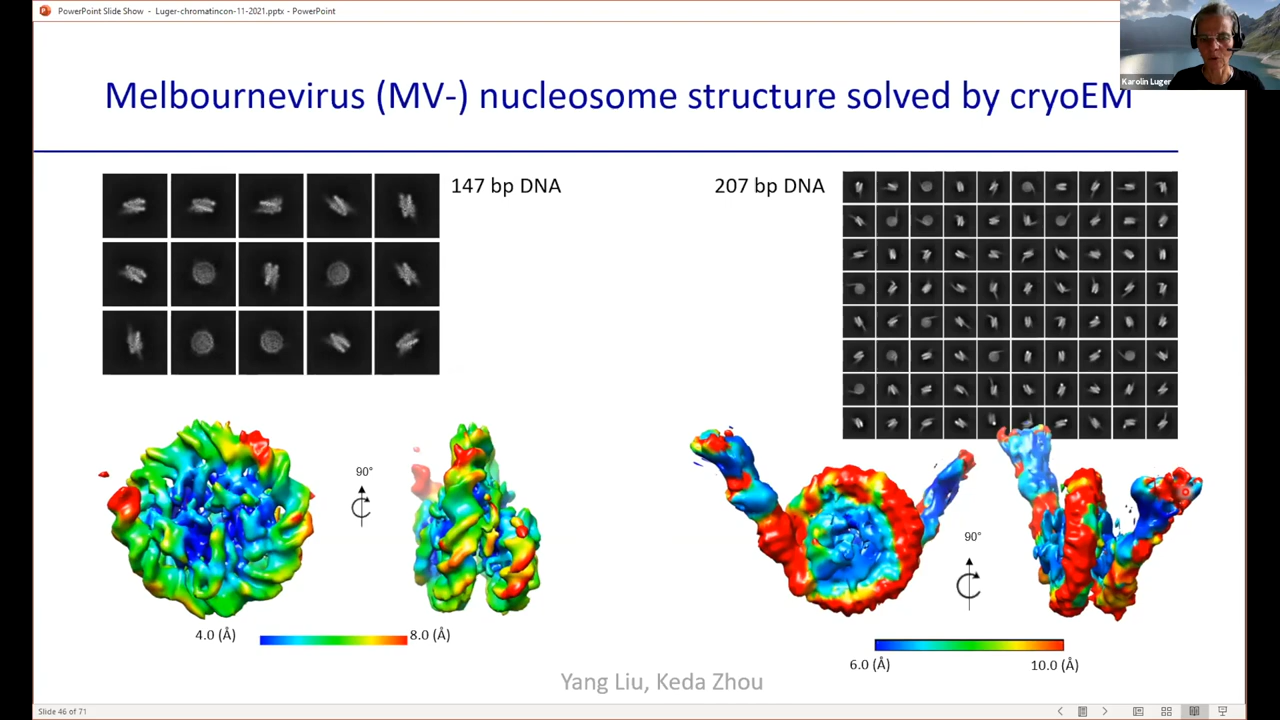 PowerPoint Slide Show - Luger-chromatincon-11-2021.pptx - PowerPoint
Karolin Luger
Melbournevirus (MV-) nucleosome structure solved by cryoEM
147 bp DNA
207 bp DNA
90°
90°
4.0 (Å)
8.0 (Å)
6.0 (Å)
10.0 (Å)
Yang Liu, Keda Zhou
Slide 46 of 71